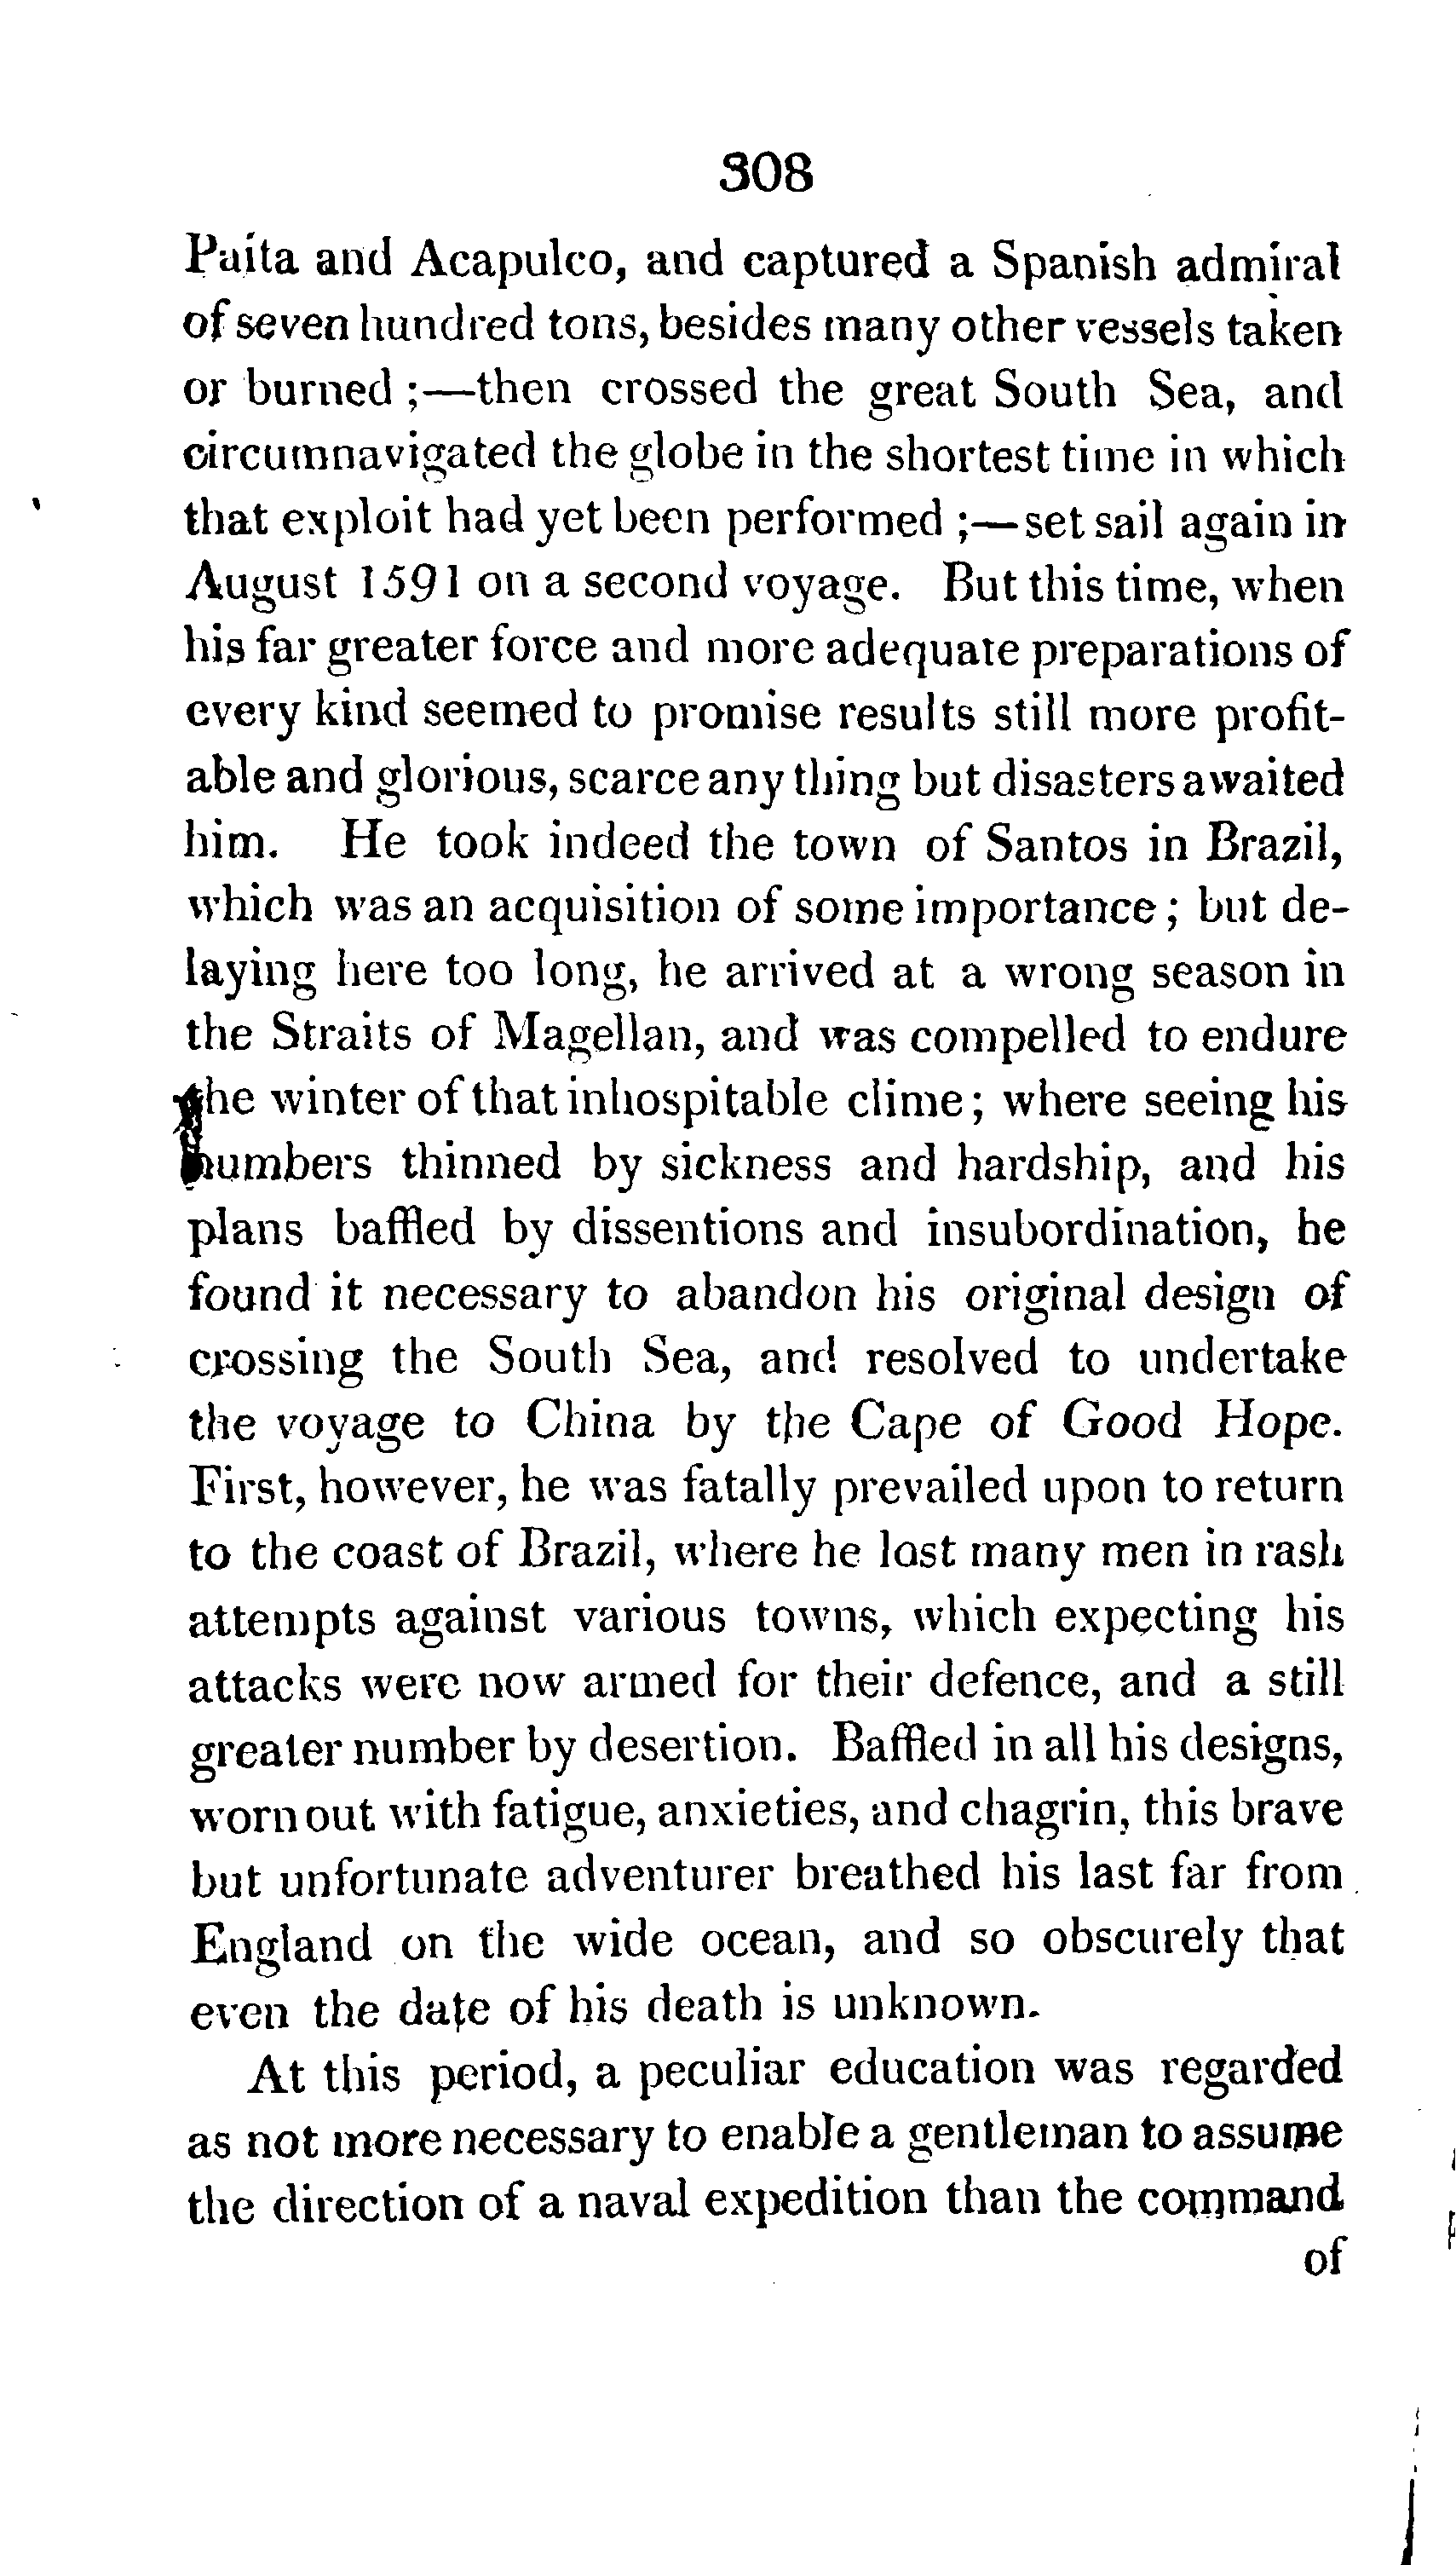 308
Paita and Acapulco, and captured a Spanish admiral
of seven hundred tons, besides many other vessels taken
or burned ;—then crossed the great South Sea, and
circumnavigated the globe in the shortest time in which
that exploit had yet been performed ;—set sail again in
August 1591 on a second voyage. But this time, when
his far greater force and more adequate preparations of
every kind seemed to promise results still more profit-
able and glorious, scarce any thing but disasters awaited
him. He took indeed the town of Santos in Brazil,
which was an acquisition of some importance; but de-
laying here too long, he arrived at a wrong season in
the Straits of Magellan, and was compelled to endure
the winter of that inhospitable clime; where seeing his
numbers thinned by sickness and hardship, and his
plans baffled by dissentions and insubordination, he
found it necessary to abandon his original design of
crossing the South Sea, and resolved to undertake
the voyage to China by the Cape of Good Hope.
First, however, he was fatally prevailed upon to return
to the coast of Brazil, where he lost many men in rash
attempts against various towns, which expecting his
attacks were now armed for their defence, and a still
greater number by desertion. Baffled in all his designs,
worn out with fatigue, anxieties, and chagrin, this brave
but unfortunate adventurer breathed his last far from
England on the wide ocean, and so obscurely that
even the date of his death is unknown.
At this period, a peculiar education was regarded
as not more necessary to enable a gentleman to assume
the direction of a naval expedition than the command
of